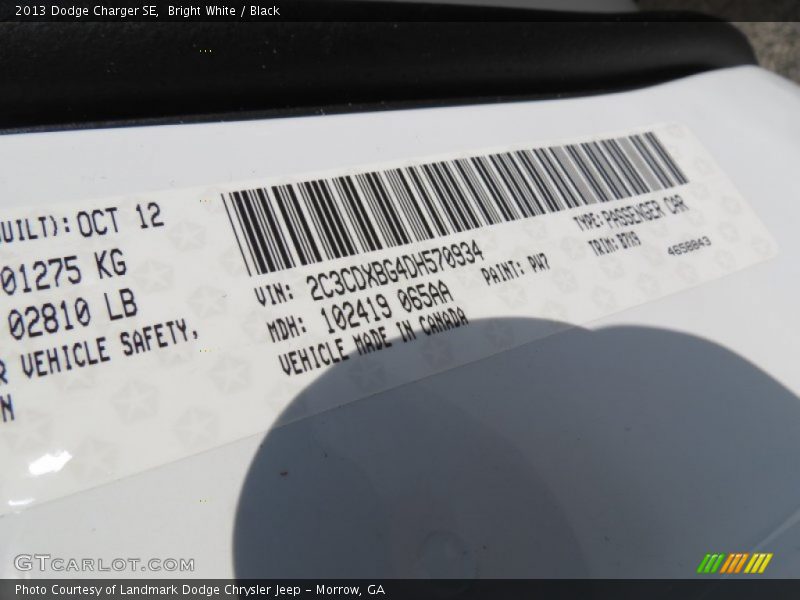 2013 Dodge Charger SE,  Bright White / Black
UILT): OCT 12
01275 KG
02810 LB
R VEHICLE SAFETY,
N
VIN: 2C3CDXBG4DH570934
TYPE: PASSENGER CAR
MDH: 102419 065AA
PAINT: PW7
VEHICLE MADE IN CANADA
4658843
GTCARLOT.COM
Photo Courtesy of Landmark Dodge Chrysler Jeep – Morrow, GA